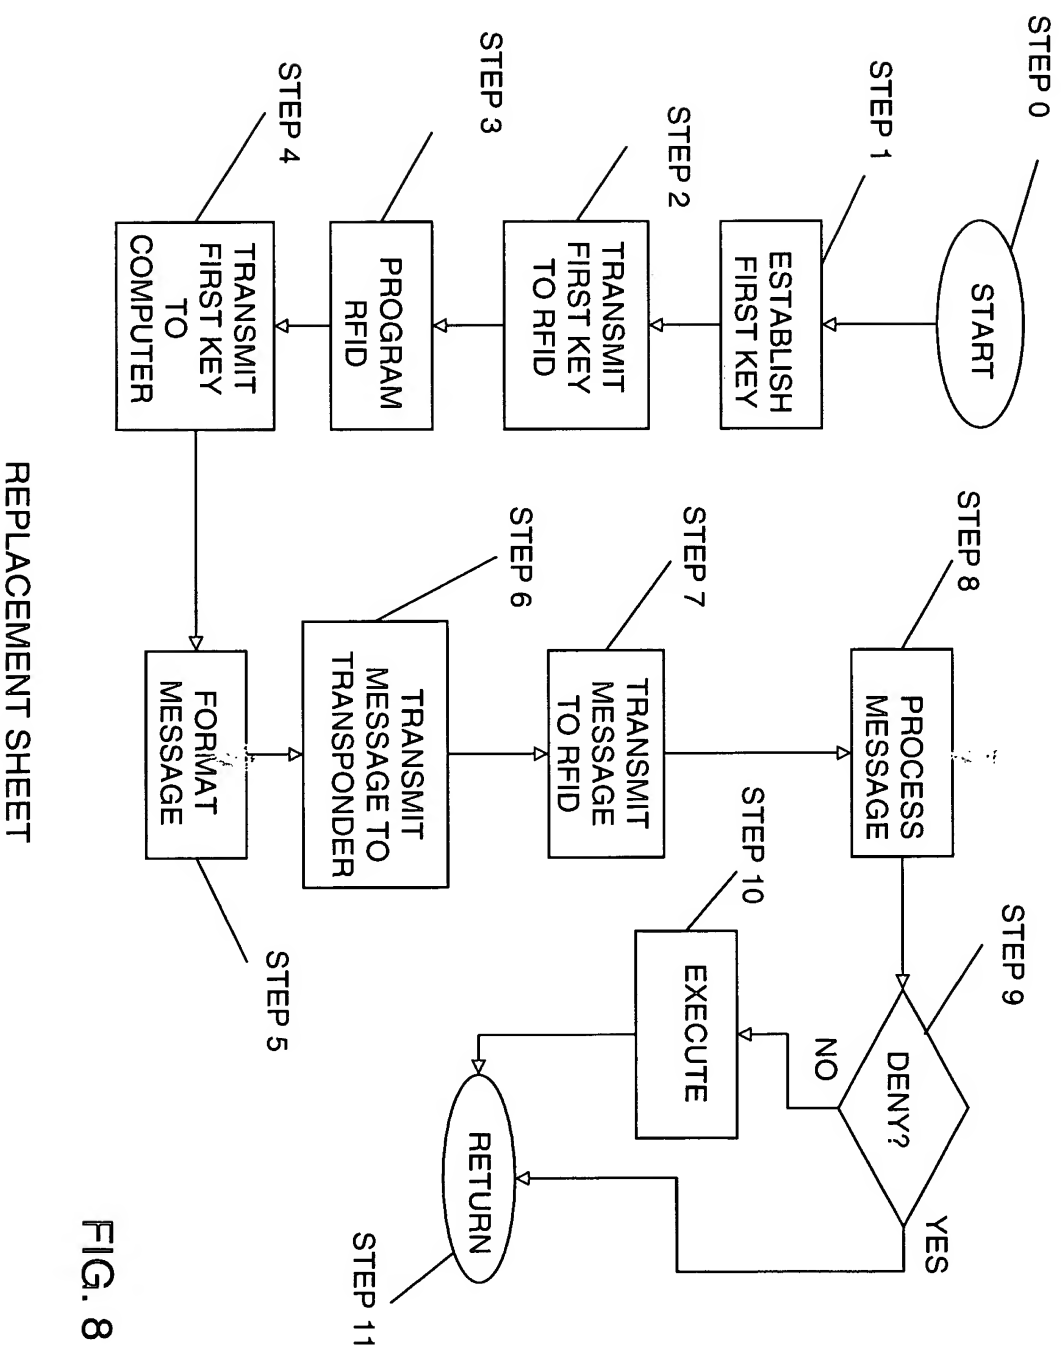 STEP 0
START
STEP 1
ESTABLISH
FIRST KEY
STEP 2
TRANSMIT
FIRST KEY
TO RFID
STEP 3
PROGRAM
RFID
STEP 4
TRANSMIT
FIRST KEY
TO
COMPUTER
STEP 8
PROCESS
MESSAGE
STEP 7
TRANSMIT
MESSAGE
TO RFID
STEP 6
TRANSMIT
MESSAGE TO
TRANSPONDER
FORMAT
MESSAGE
STEP 5
STEP 9
DENY?
YES
NO
STEP 10
EXECUTE
RETURN
STEP 11
FIG. 8
REPLACEMENT SHEET